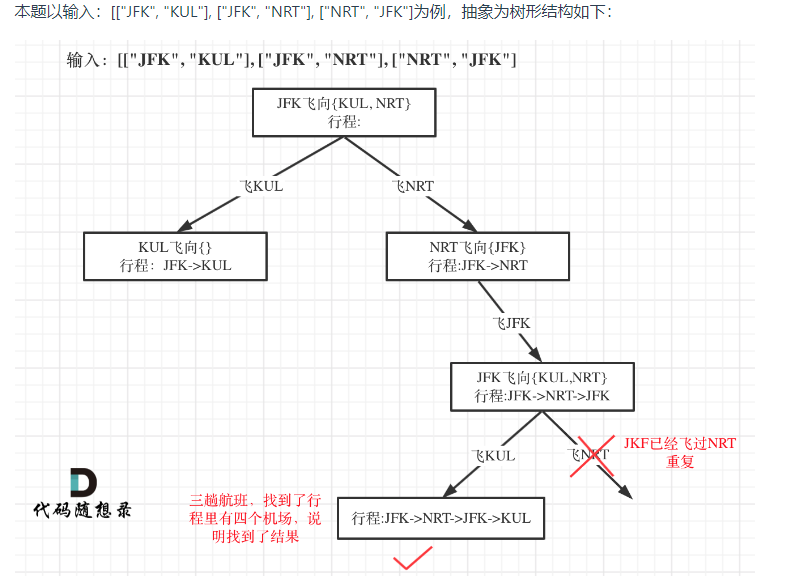 本题以输入：[["JFK", "KUL"], ["JFK", "NRT"], ["NRT", "JFK"]为例，抽象为树形结构如下：
输入：[["JFK", "KUL"],["JFK", "NRT"],["NRT", "JFK"]
JFK飞向{KUL, NRT}
行程:
飞KUL
飞NRT
KUL飞向{}
行程：JFK->KUL
NRT飞向{JFK}
行程:JFK->NRT
飞JFK
JFK飞向{KUL,NRT}
行程:JFK->NRT->JFK
飞KUL
飞NRT
JKF已经飞过NRT
重复
三趟航班，找到了行
程里有四个机场，说
明找到了结果
行程:JFK->NRT->JFK->KUL
代码随想录